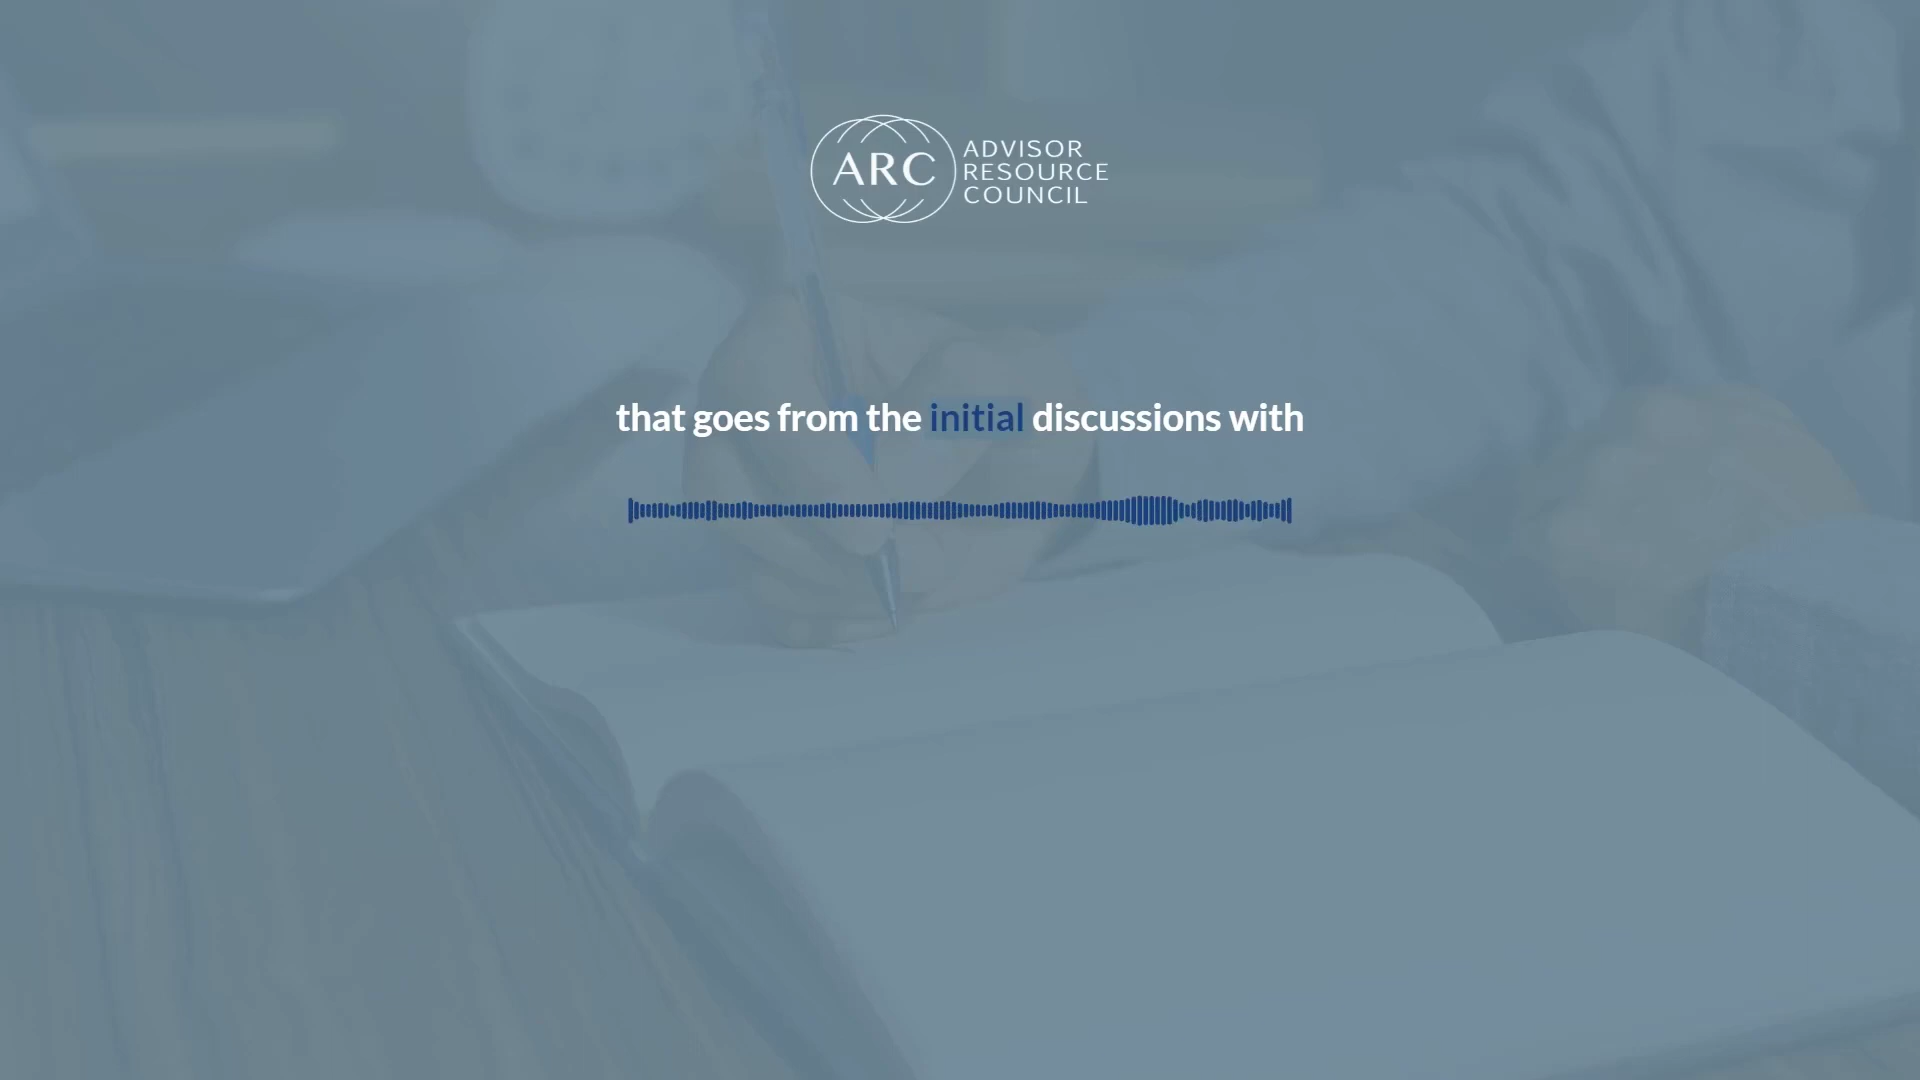 ARC
ADVISOR
RESOURCE
COUNCIL
that goes from the initial discussions with